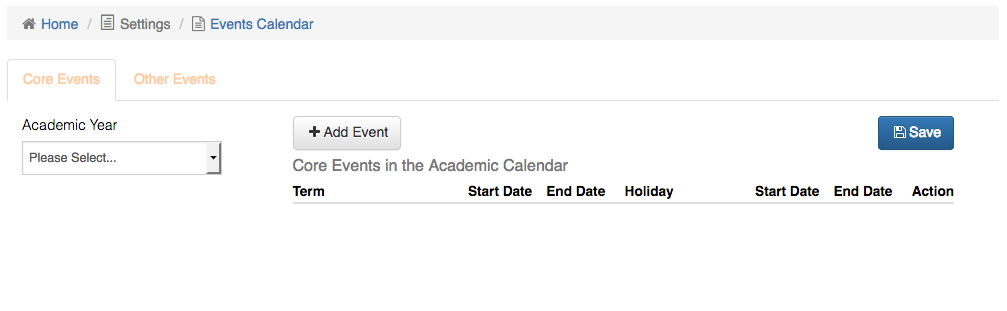 Home / Settings / Events Calendar
Core Events Other Events
Academic Year
Please Select...
+ Add Event
Save
Core Events in the Academic Calendar
Term Start Date End Date Holiday Start Date End Date Action